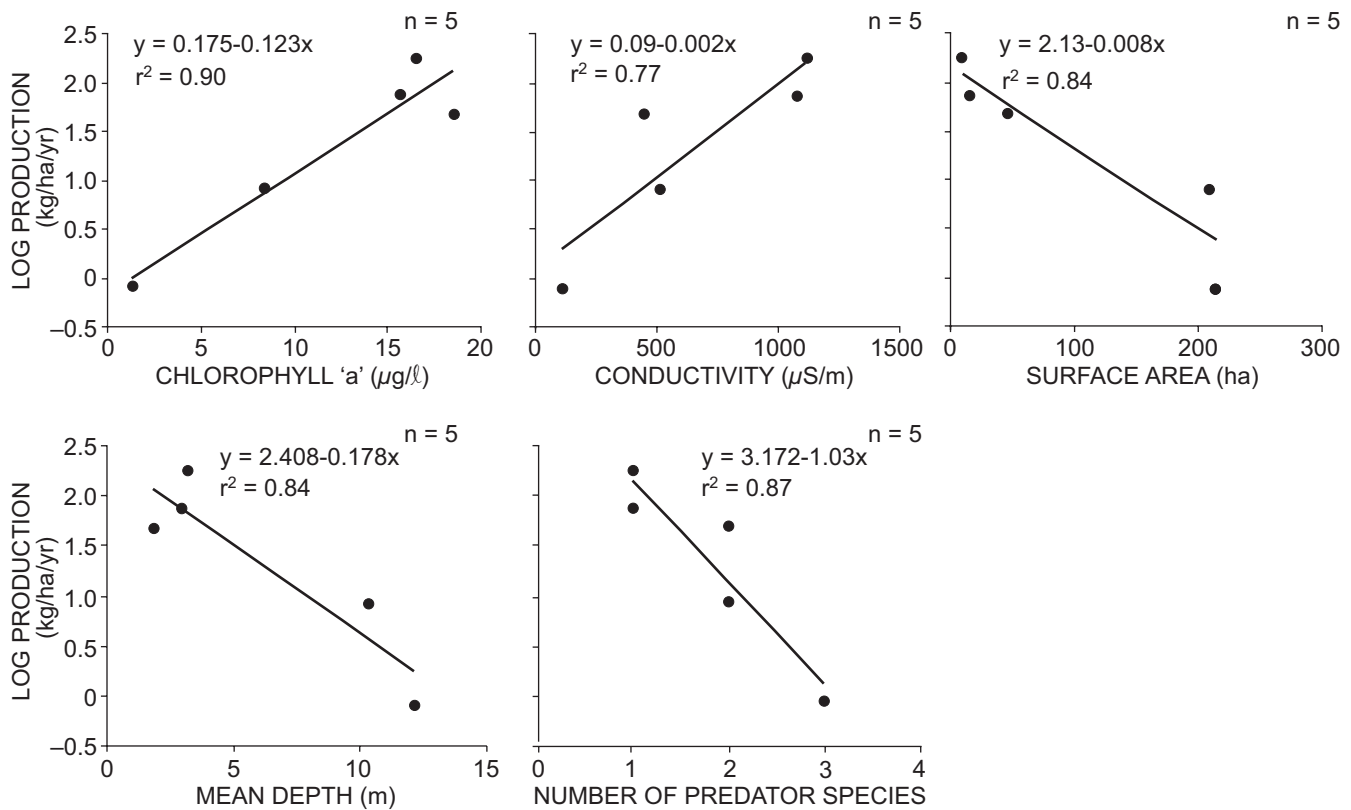 n = 5
y = 0.175-0.123x
r² = 0.90
2.5
2.0
1.5
1.0
0.5
0
–0.5
LOG PRODUCTION
(kg/ha/yr)
0 5 10 15 20
CHLOROPHYLL ‘a’ (µg/ℓ)
n = 5
y = 0.09-0.002x
r² = 0.77
0 500 1000 1500
CONDUCTIVITY (µS/m)
n = 5
y = 2.13-0.008x
r² = 0.84
0 100 200 300
SURFACE AREA (ha)
n = 5
y = 2.408-0.178x
r² = 0.84
2.5
2.0
1.5
1.0
0.5
0.0
–0.5
LOG PRODUCTION
(kg/ha/yr)
0 5 10 15
MEAN DEPTH (m)
n = 5
y = 3.172-1.03x
r² = 0.87
0 1 2 3 4
NUMBER OF PREDATOR SPECIES